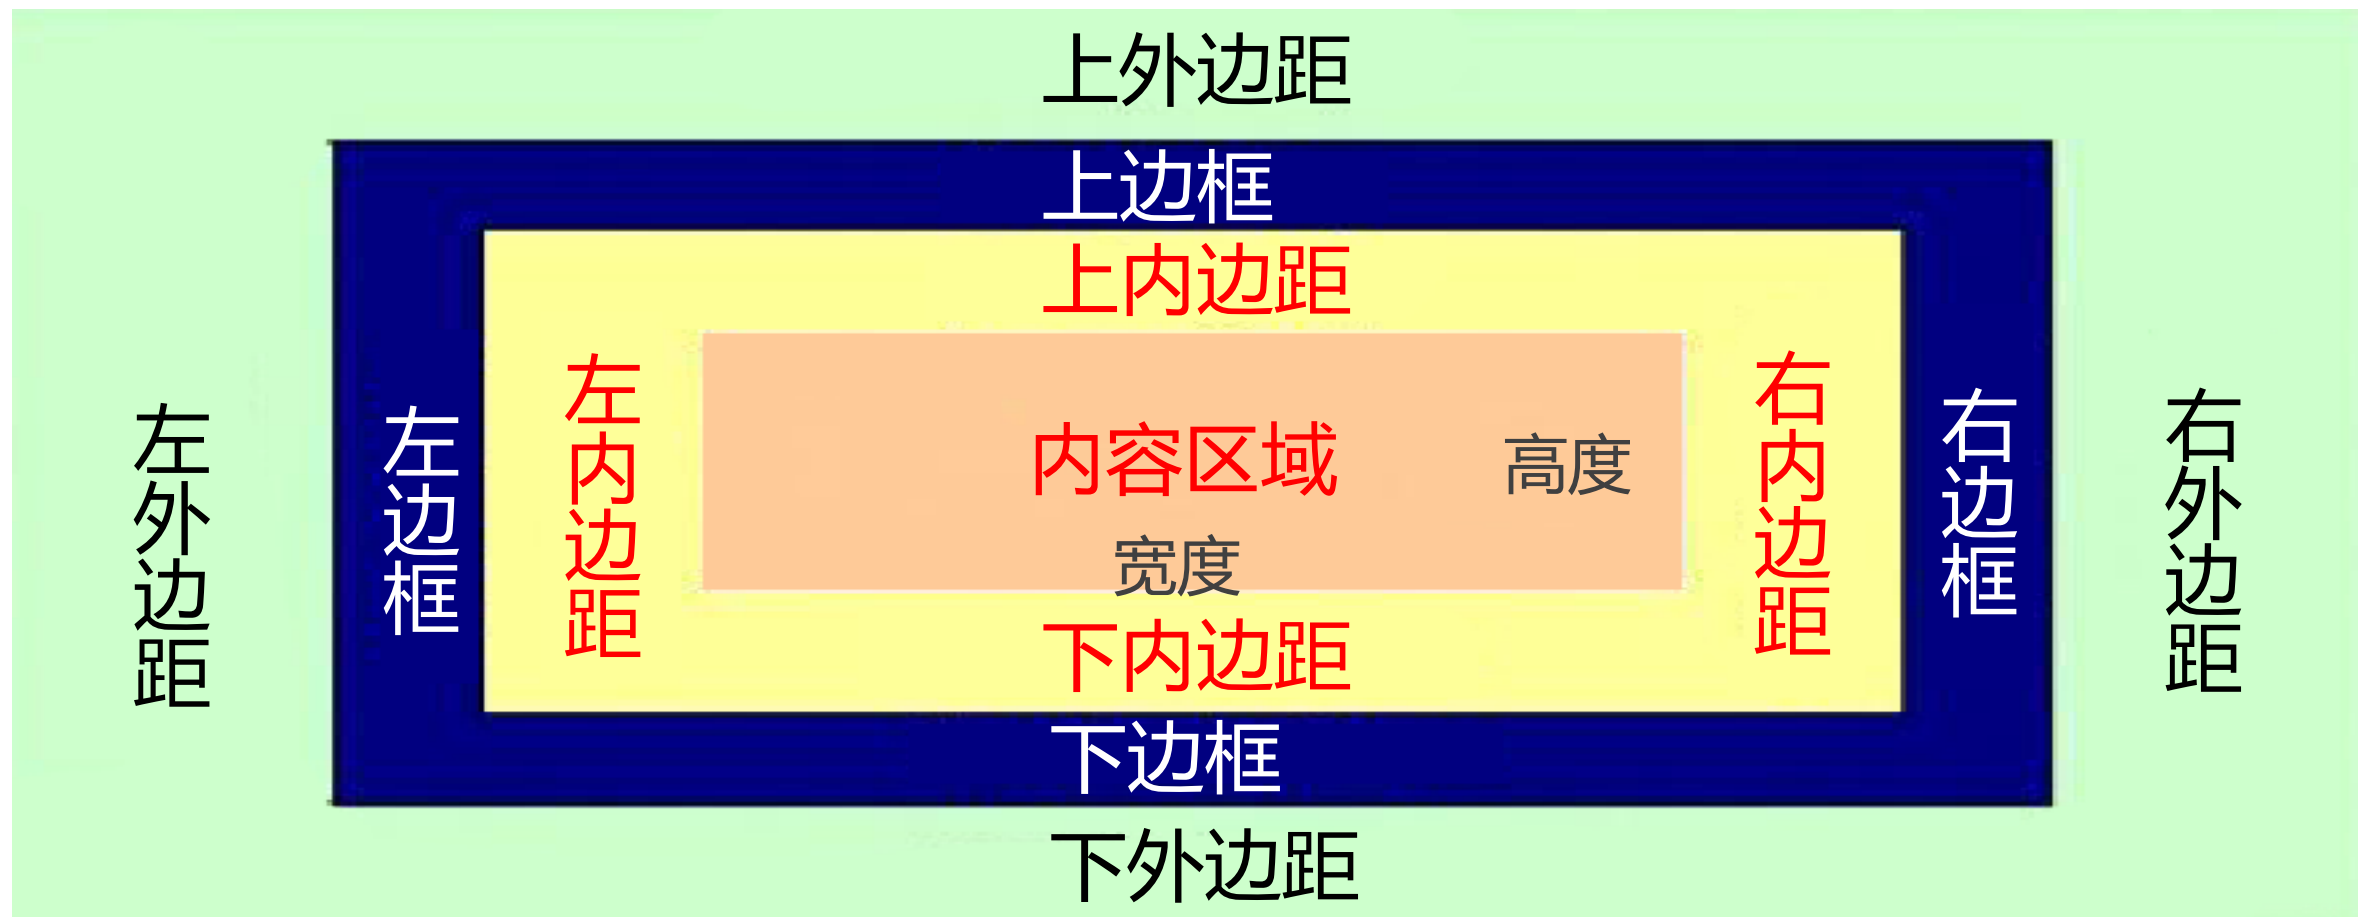 上外边距
上边框
上内边距
左外边距
左边框
左内边距
内容区域
高度
宽度
右内边距
右边框
右外边距
下内边距
下边框
下外边距